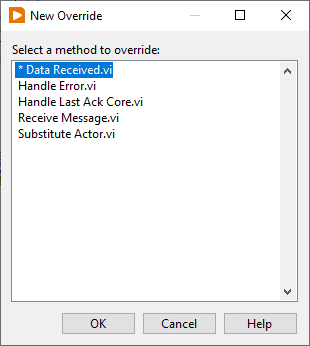 New Override
Select a method to override:
* Data Received.vi
Handle Error.vi
Handle Last Ack Core.vi
Receive Message.vi
Substitute Actor.vi
OK Cancel Help